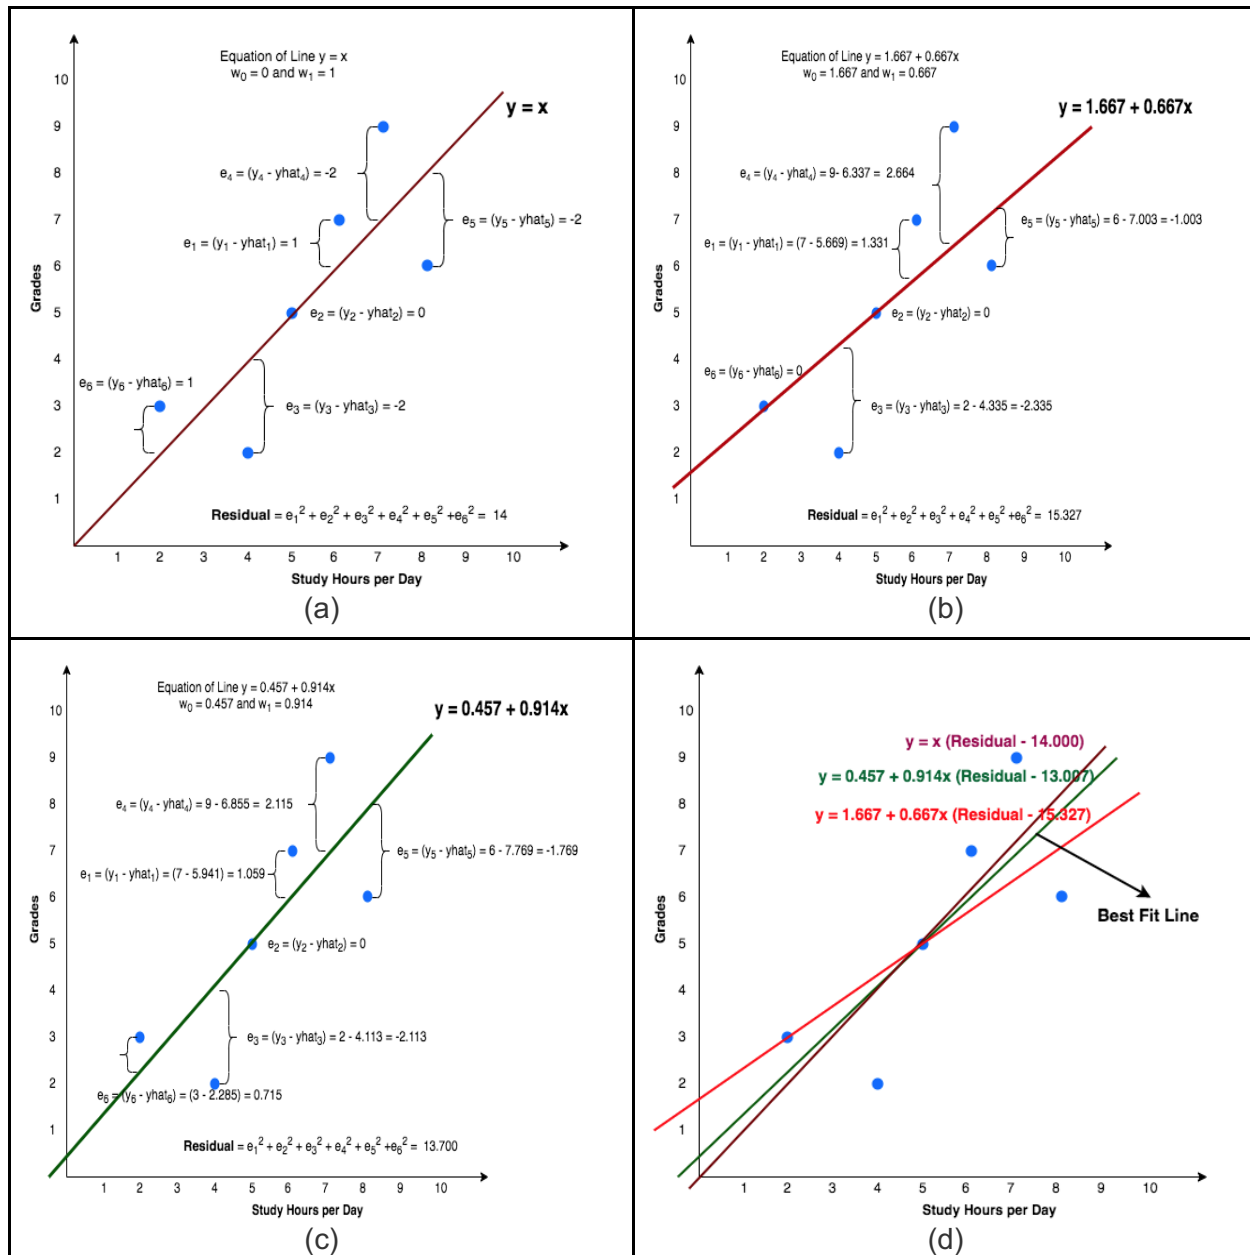 Equation of Line y = x
w0 = 0 and w1 = 1
y = x
10
9
8
7
6
5
4
3
2
1
Grades
e4 = (y4 - yhat4) = -2
e5 = (y5 - yhat5) = -2
e1 = (y1 - yhat1) = 1
e2 = (y2 - yhat2) = 0
e6 = (y6 - yhat6) = 1
e3 = (y3 - yhat3) = -2
Residual = e1² + e2² + e3² + e4² + e5² +e6² = 14
1 2 3 4 5 6 7 8 9 10
Study Hours per Day
(a)
Equation of Line y = 1.667 + 0.667x
w0 = 1.667 and w1 = 0.667
y = 1.667 + 0.667x
10
9
8
7
6
5
4
3
2
1
Grades
e4 = (y4 - yhat4) = 9- 6.337 = 2.664
e5 = (y5 - yhat5) = 6 - 7.003 = -1.003
e1 = (y1 - yhat1) = (7 - 5.669) = 1.331
e2 = (y2 - yhat2) = 0
e6 = (y6 - yhat6) = 0
e3 = (y3 - yhat3) = 2 - 4.335 = -2.335
Residual = e1² + e2² + e3² + e4² + e5² +e6² = 15.327
1 2 3 4 5 6 7 8 9 10
Study Hours per Day
(b)
Equation of Line y = 0.457 + 0.914x
w0 = 0.457 and w1 = 0.914
y = 0.457 + 0.914x
10
9
8
7
6
5
4
3
2
1
Grades
e4 = (y4 - yhat4) = 9 - 6.855 = 2.115
e5 = (y5 - yhat5) = 6 - 7.769 = -1.769
e1 = (y1 - yhat1) = (7 - 5.941) = 1.059
e2 = (y2 - yhat2) = 0
e3 = (y3 - yhat3) = 2 - 4.113 = -2.113
e6 = (y6 - yhat6) = (3 - 2.285) = 0.715
Residual = e1² + e2² + e3² + e4² + e5² +e6² = 13.700
1 2 3 4 5 6 7 8 9 10
Study Hours per Day
(c)
y = x (Residual - 14.000)
y = 0.457 + 0.914x (Residual - 13.007)
y = 1.667 + 0.667x (Residual - 15.327)
Best Fit Line
10
9
8
7
6
5
4
3
2
1
Grades
1 2 3 4 5 6 7 8 9 10
Study Hours per Day
(d)